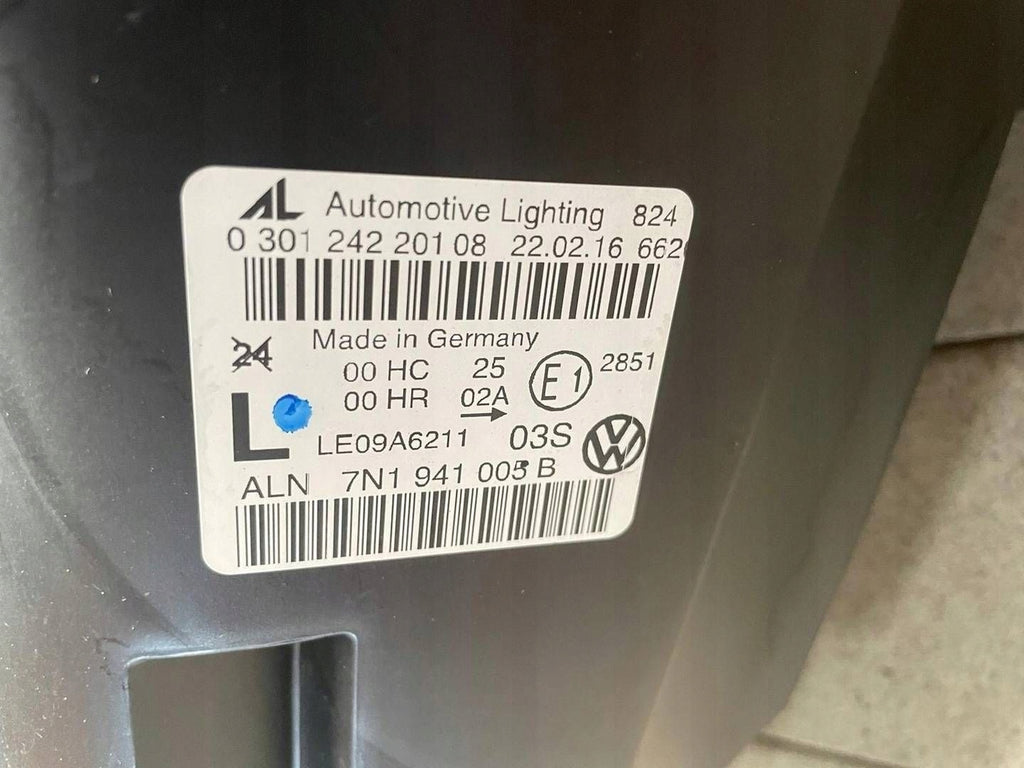 AL Automotive Lighting 824
0 301 242 201 08 22.02.16 662
Made in Germany
24
00 HC 25 E1 2851
00 HR 02A
L
LE09A6211 03S
ALN 7N1 941 005 B